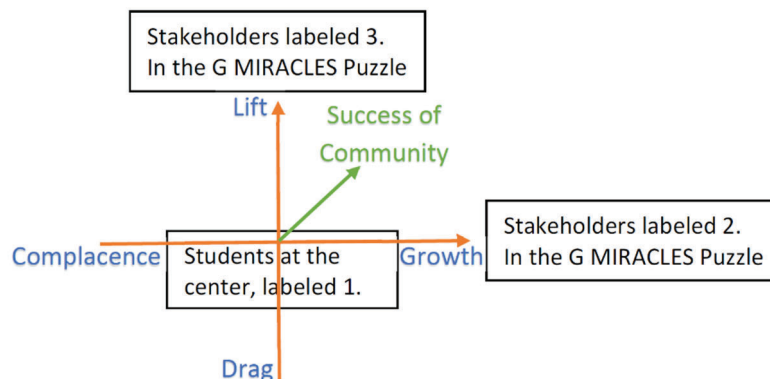 Stakeholders labeled 3.
In the G MIRACLES Puzzle
Lift
Success of
Community
Complacence
Students at the
center, labeled 1.
Growth
Stakeholders labeled 2.
In the G MIRACLES Puzzle
Drag